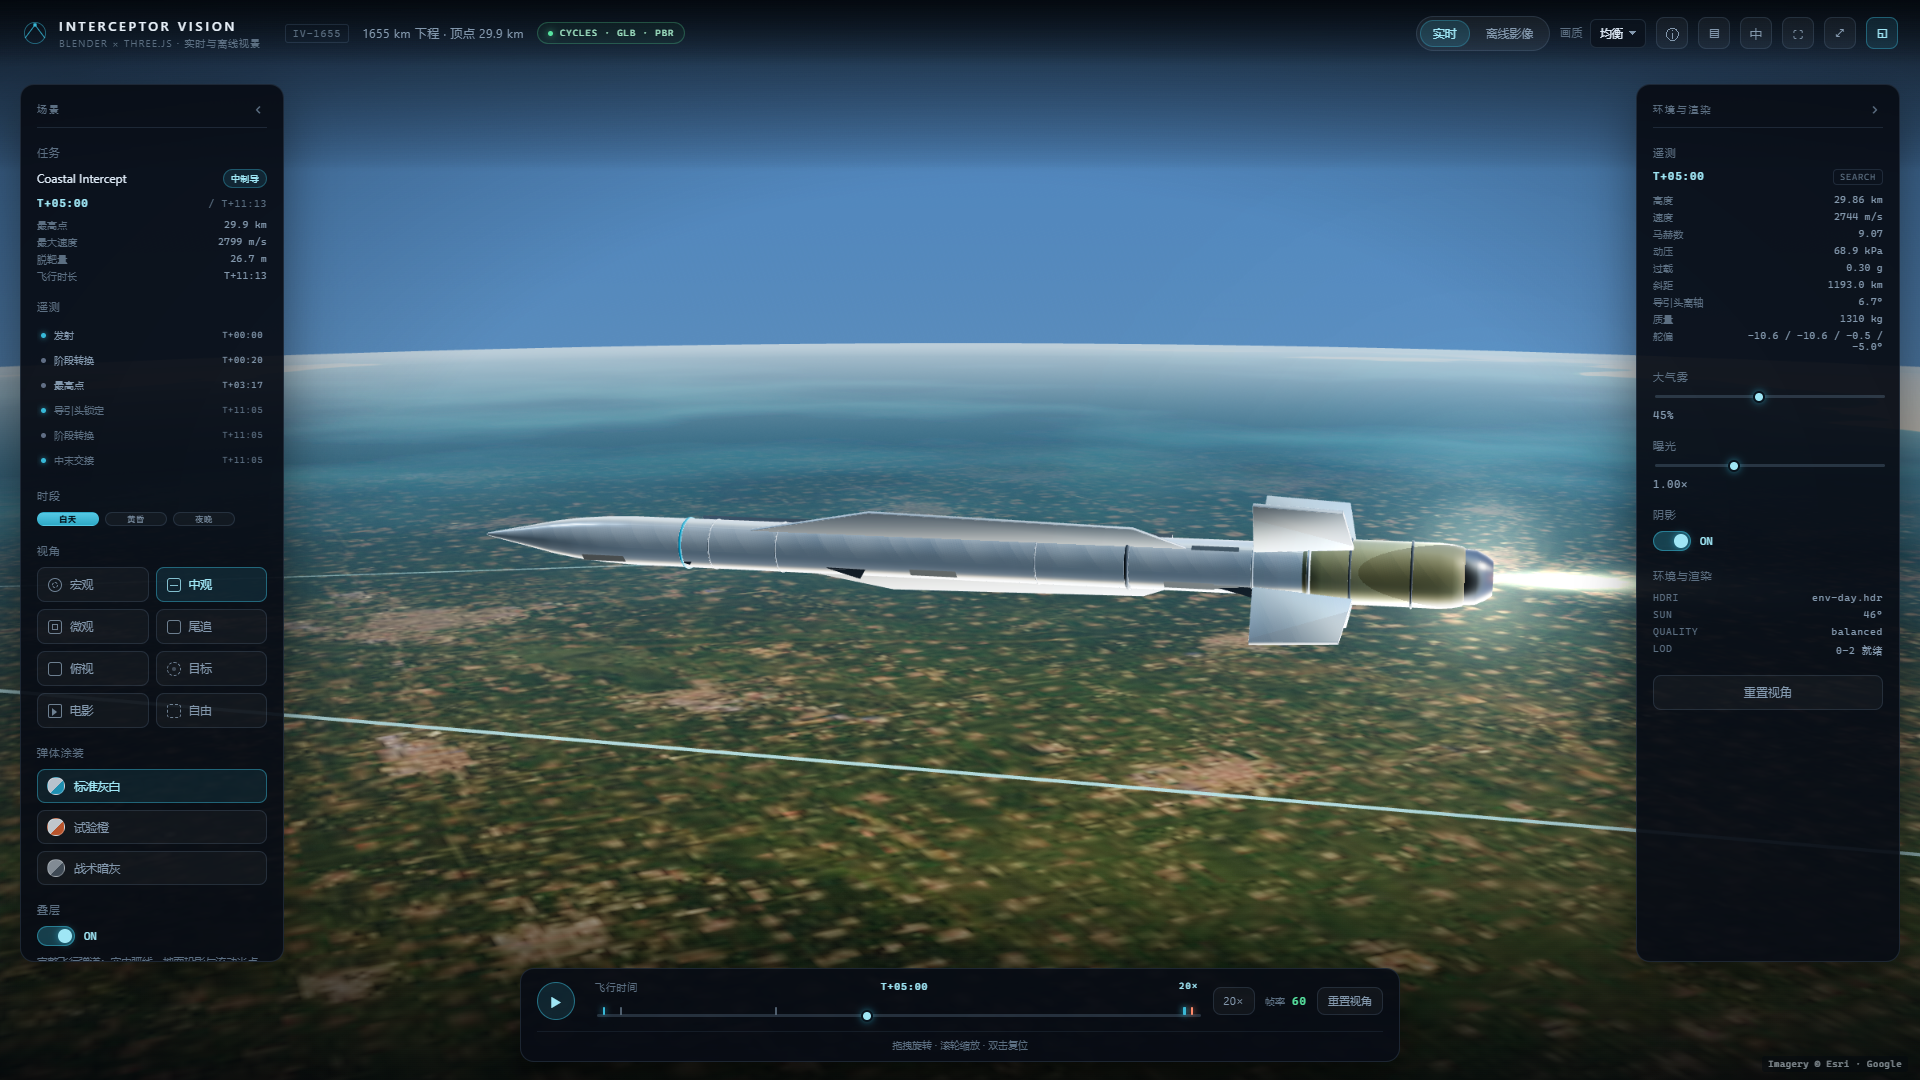 INTERCEPTOR VISION
BLENDER × THREE.JS · 实时与离线视景
IV-1655
1655 km 下程 · 顶点 29.9 km
CYCLES · GLB · PBR
实时
离线影像
画质
均衡
中
场景
任务
Coastal Intercept
中制导
T+05:00 / T+11:13
最高点 29.9 km
最大速度 2799 m/s
脱靶量 26.7 m
飞行时长 T+11:13
遥测
发射 T+00:00
阶段转换 T+00:20
最高点 T+03:17
导引头锁定 T+11:05
阶段转换 T+11:05
中末交接 T+11:05
时段
白天 黄昏 夜晚
视角
宏观 中观
微观 尾追
俯视 目标
电影 自由
弹体涂装
标准灰白
试验橙
战术暗灰
叠层
ON
环境与渲染
遥测
T+05:00 SEARCH
高度 29.86 km
速度 2744 m/s
马赫数 9.07
动压 68.9 kPa
过载 0.30 g
斜距 1193.0 km
导引头离轴 6.7°
质量 1310 kg
舵偏 -10.6 / -10.6 / -0.5 /
-5.0°
大气雾
45%
曝光
1.00×
阴影
ON
环境与渲染
HDRI env-day.hdr
SUN 46°
QUALITY balanced
LOD 0-2 就绪
重置视角
飞行时间 T+05:00 20×
20× 帧率 60 重置视角
拖拽旋转 · 滚轮缩放 · 双击复位
Imagery © Esri · Google